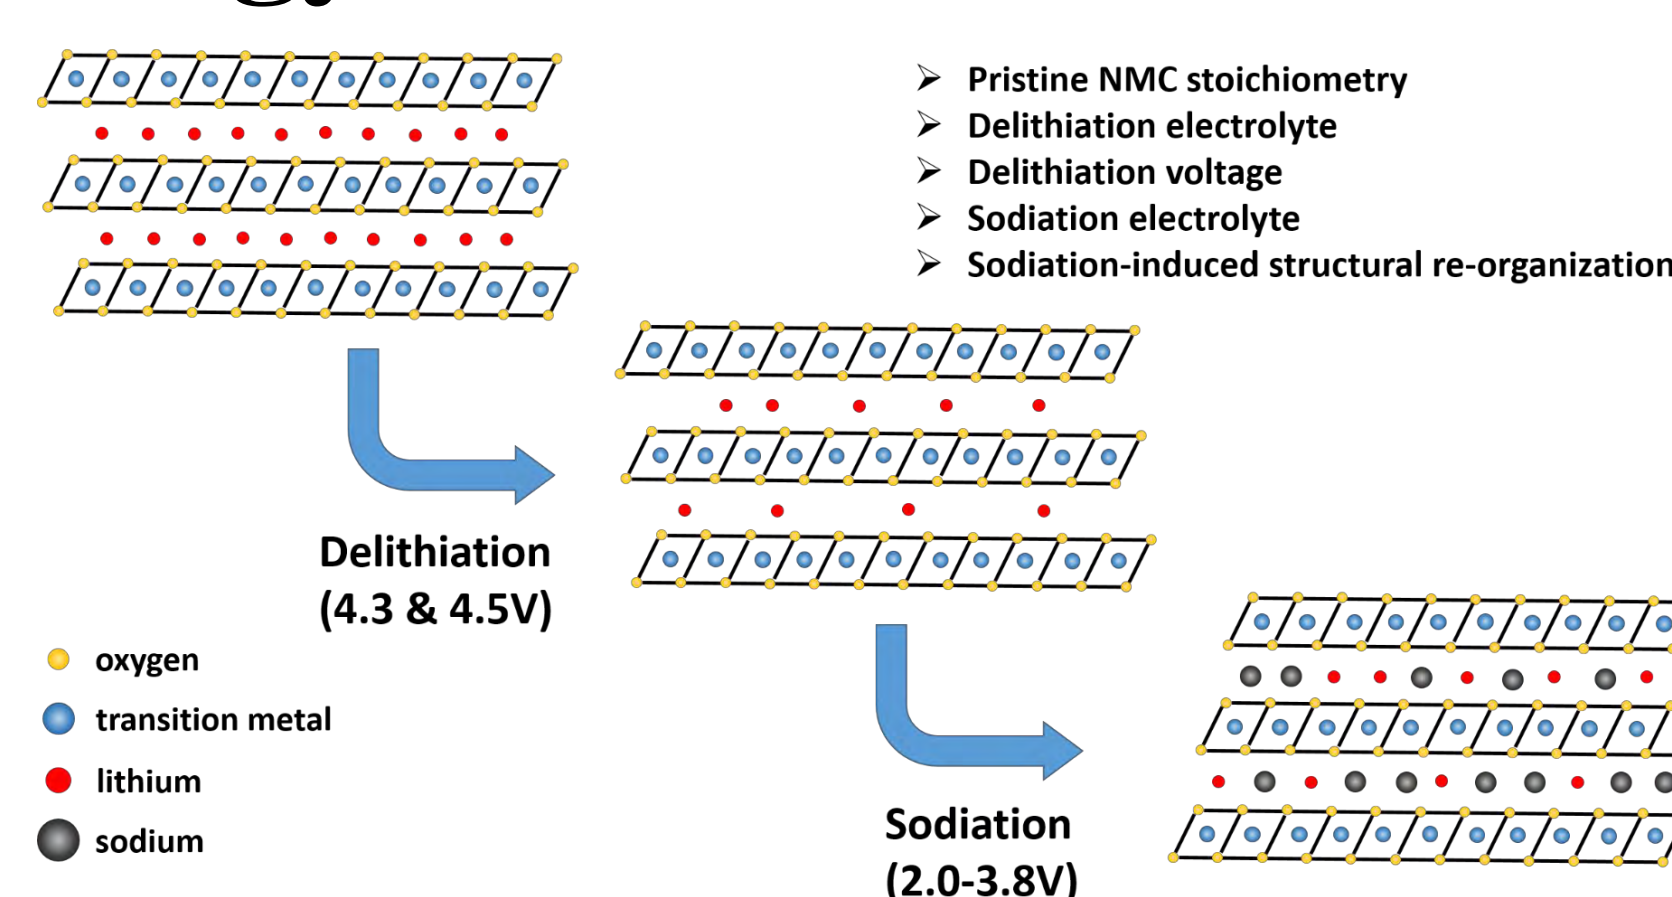 Pristine NMC stoichiometry
Delithiation electrolyte
Delithiation voltage
Sodiation electrolyte
Sodiation-induced structural re-organization
Delithiation
(4.3 & 4.5V)
oxygen
transition metal
lithium
sodium
Sodiation
(2.0-3.8V)